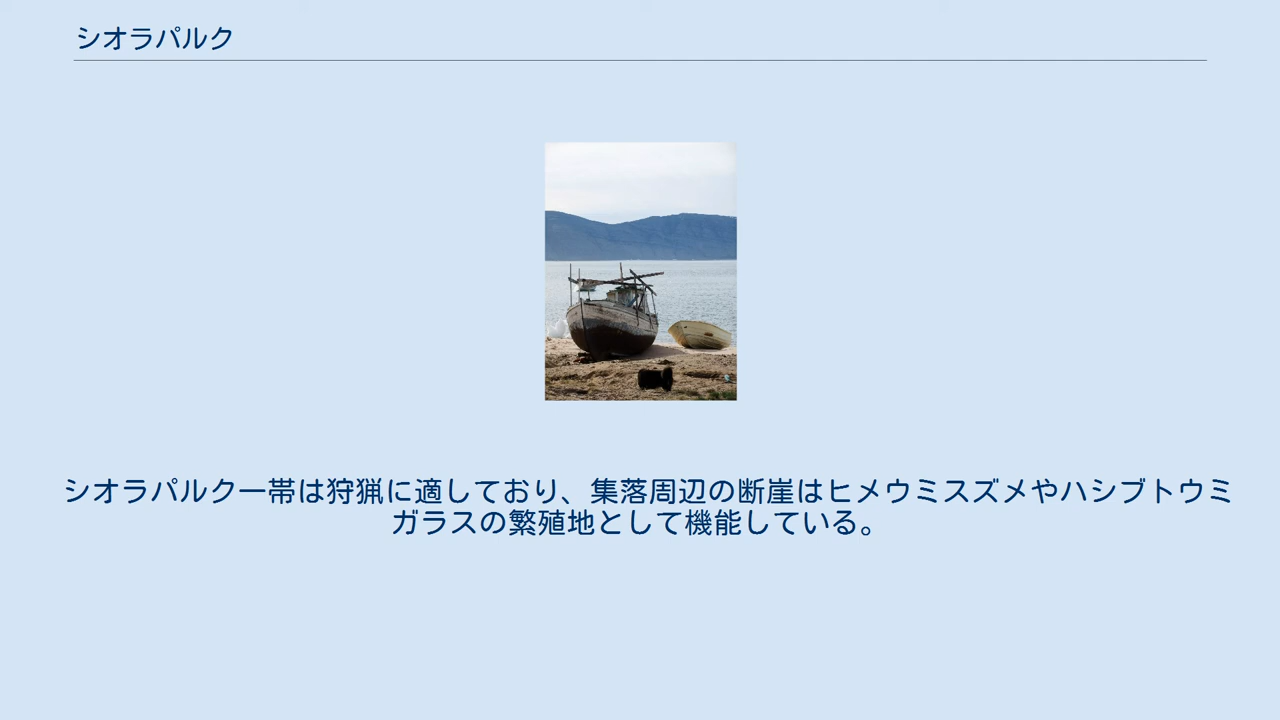 シオラパルク
シオラパルク一帯は狩猟に適しており、集落周辺の断崖はヒメウミスズメやハシブトウミ
ガラスの繁殖地として機能している。